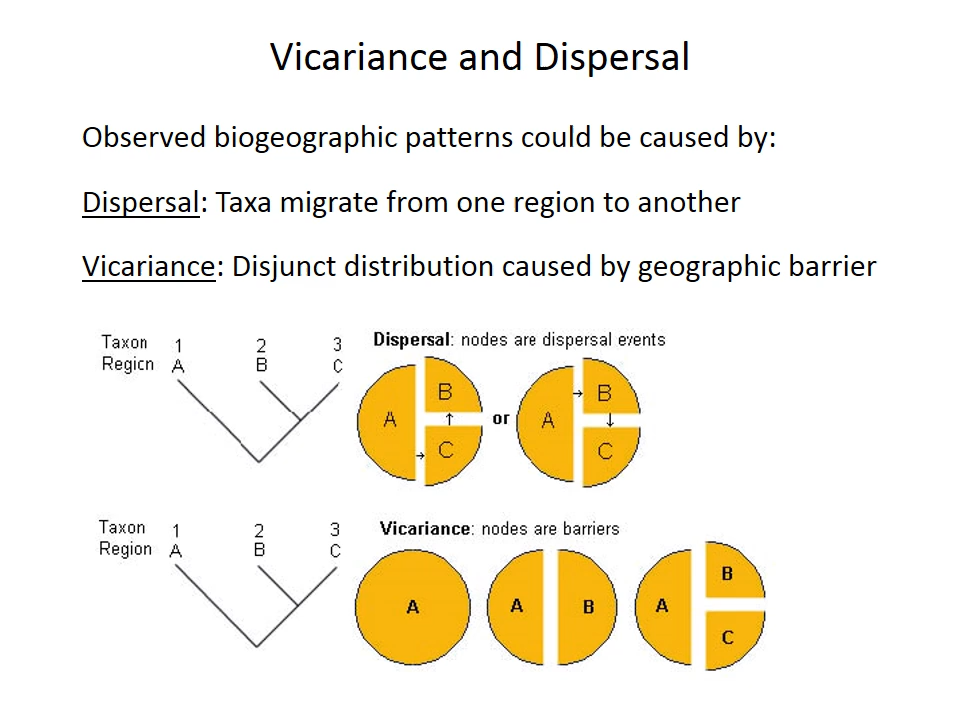 Vicariance and Dispersal
Observed biogeographic patterns could be caused by:
Dispersal: Taxa migrate from one region to another
Vicariance: Disjunct distribution caused by geographic barrier
Taxon 1 2 3
Regicn A B C
Dispersal: nodes are dispersal events
A B C
or
A B C
Taxon 1 2 3
Region A B C
Vicariance: nodes are barriers
A
A B
A B C